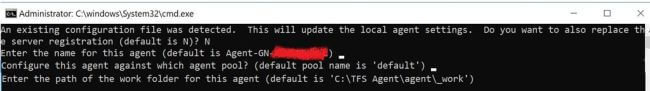 Administrator: C:\windows\System32\cmd.exe
An existing configuration file was detected.  This will update the local agent settings.  Do you want to also replace th
e server registration (default is N)? N
Enter the name for this agent (default is Agent-GN- )
Configure this agent against which agent pool? (default pool name is 'default')
Enter the path of the work folder for this agent (default is 'C:\TFS Agent\agent\_work')